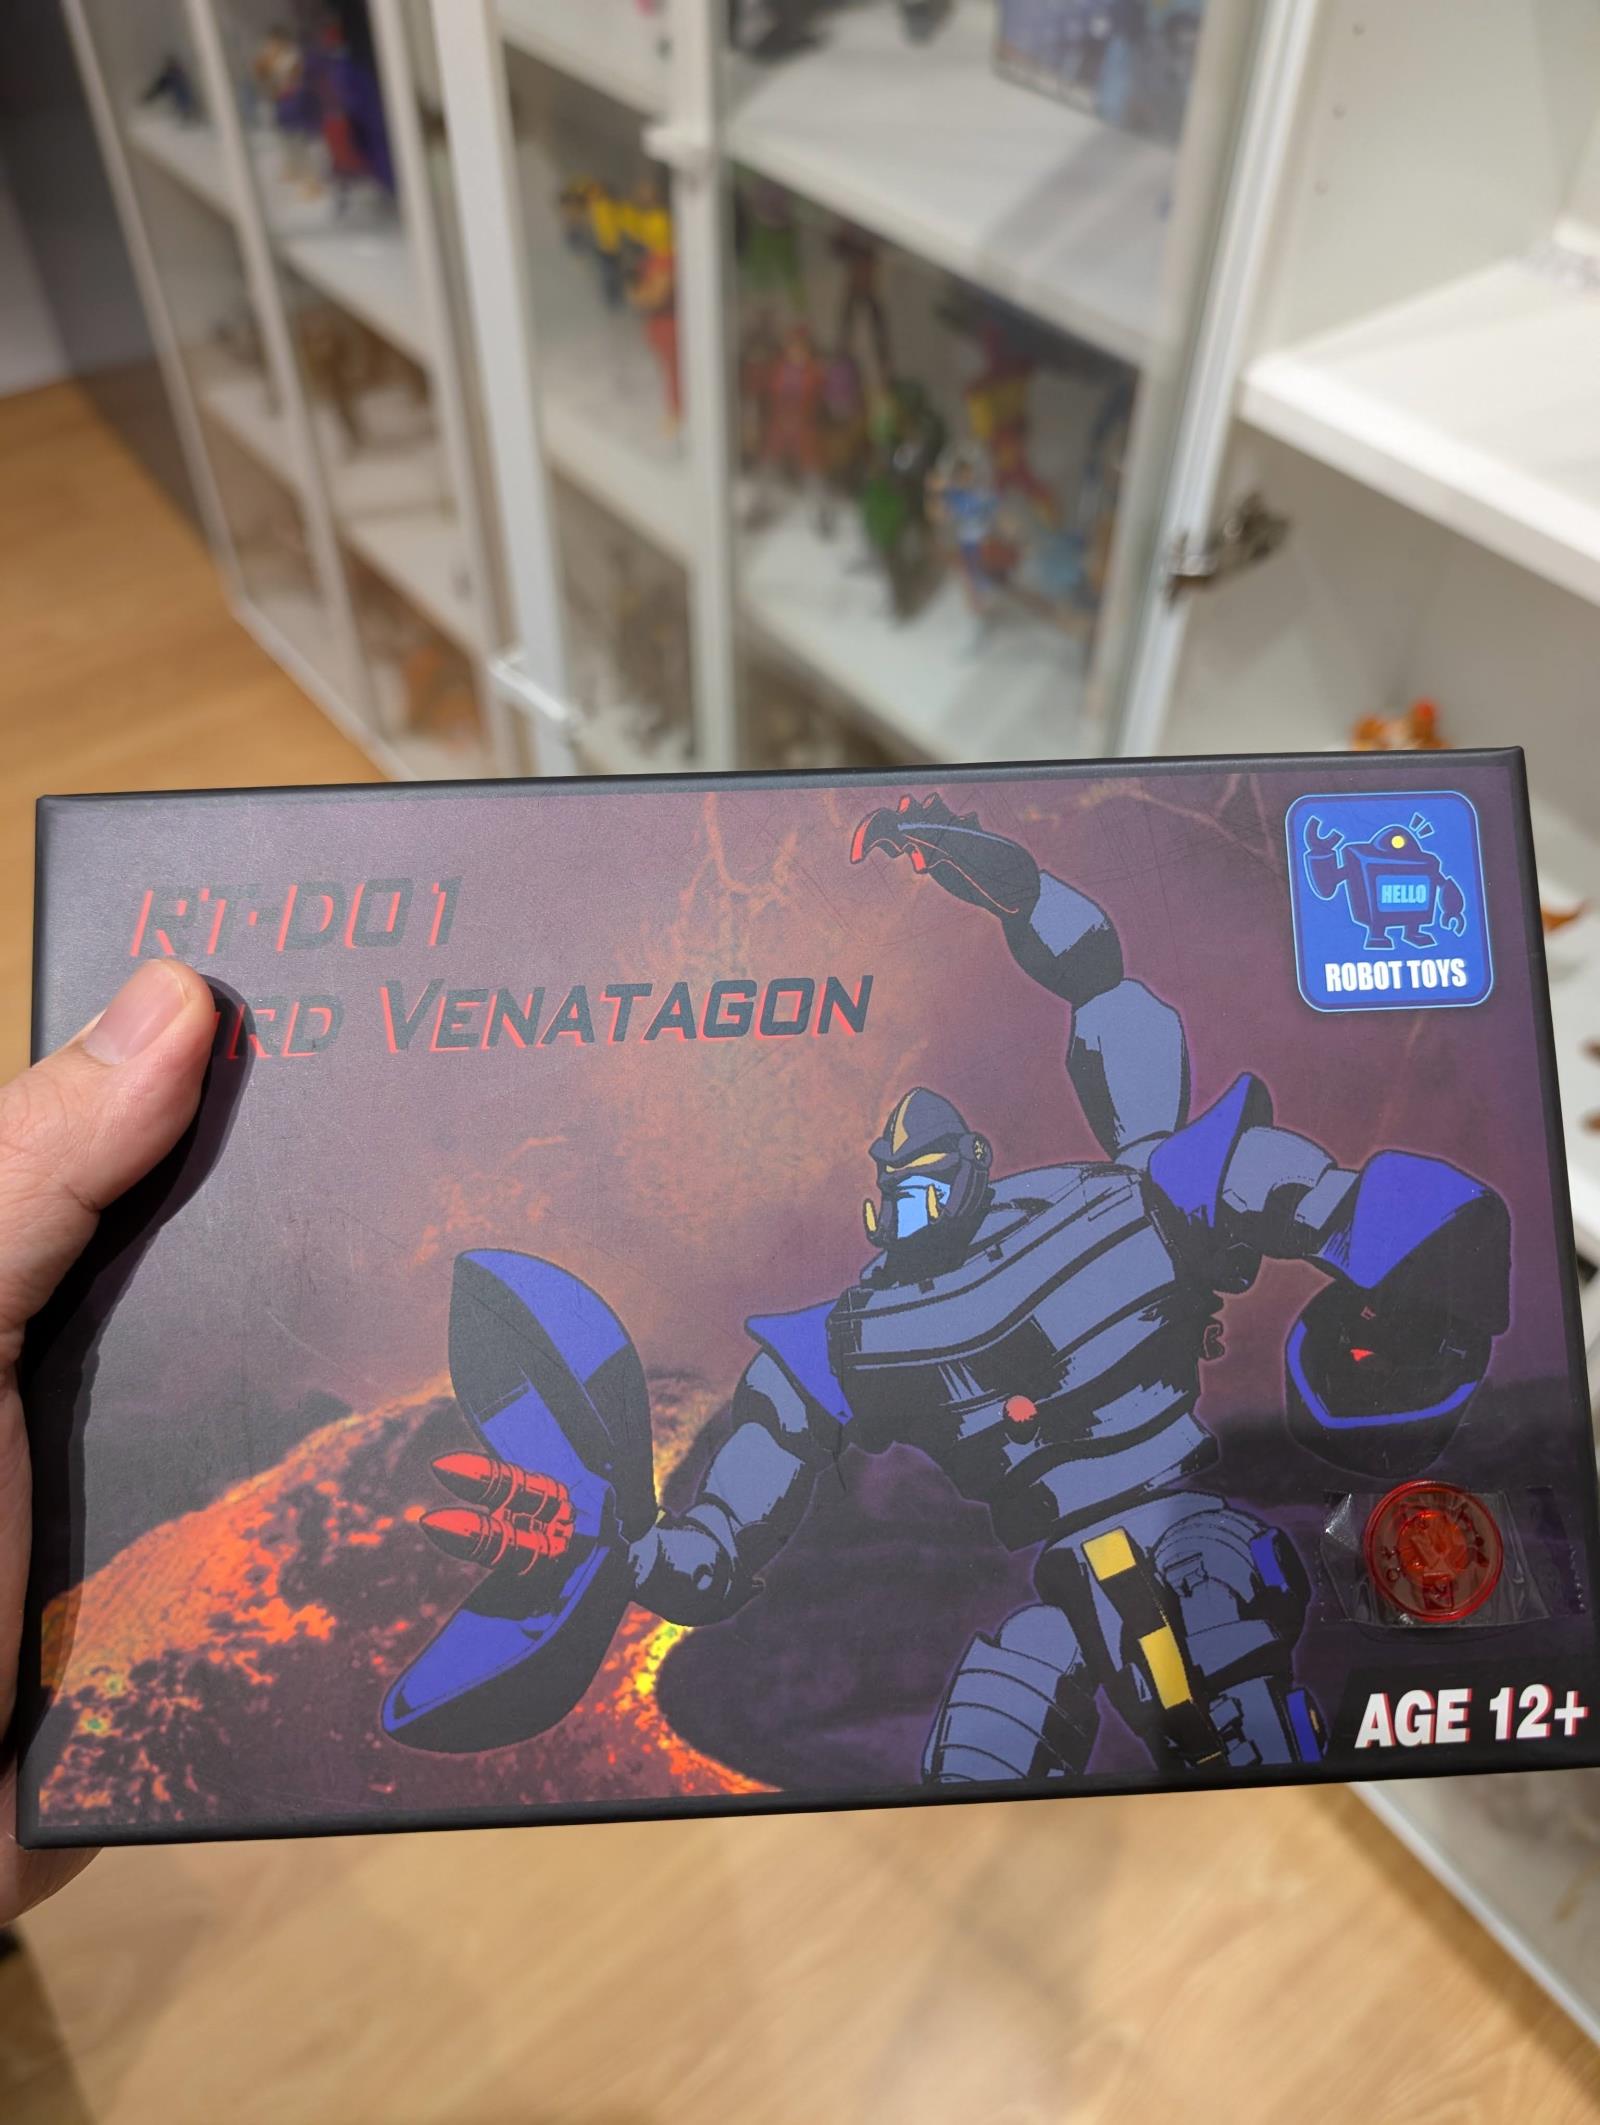 RT-D01
VENATAGON
HELLO
ROBOT TOYS
AGE 12+